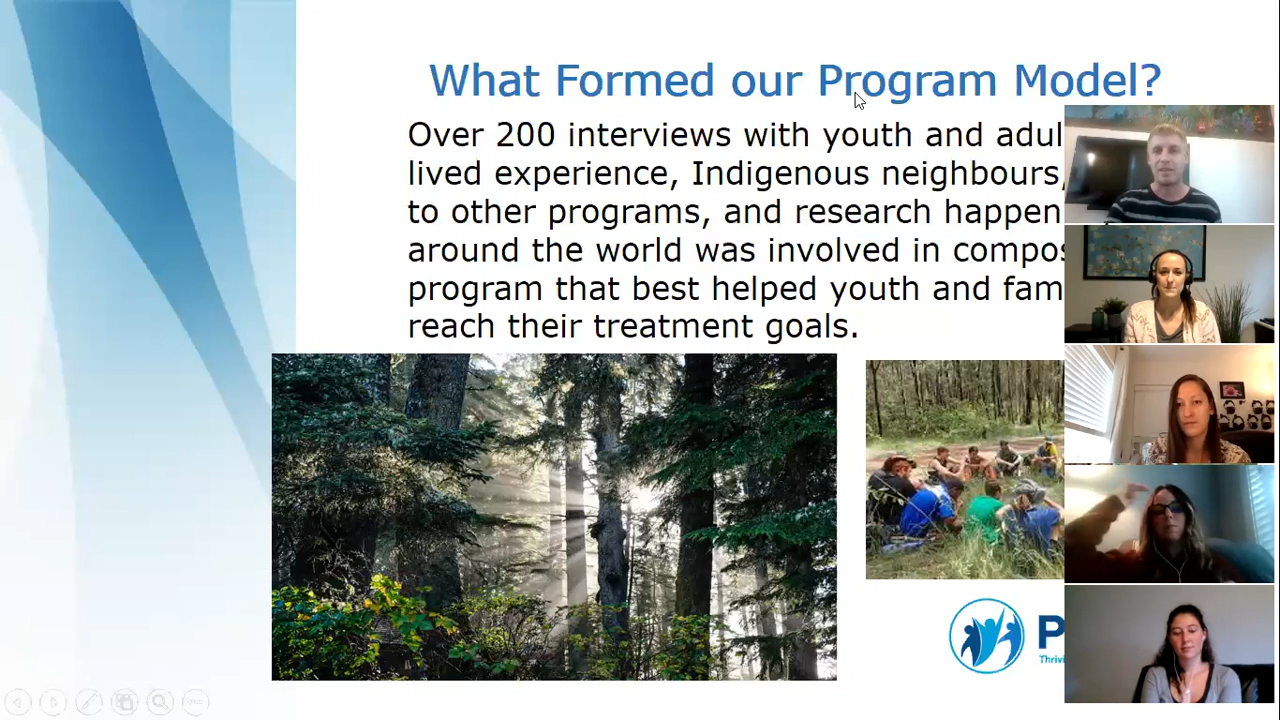 What Formed our Program Model?
Over 200 interviews with youth and adul
lived experience, Indigenous neighbours,
to other programs, and research happen
around the world was involved in compos
program that best helped youth and fam
reach their treatment goals.
P
Thrivi